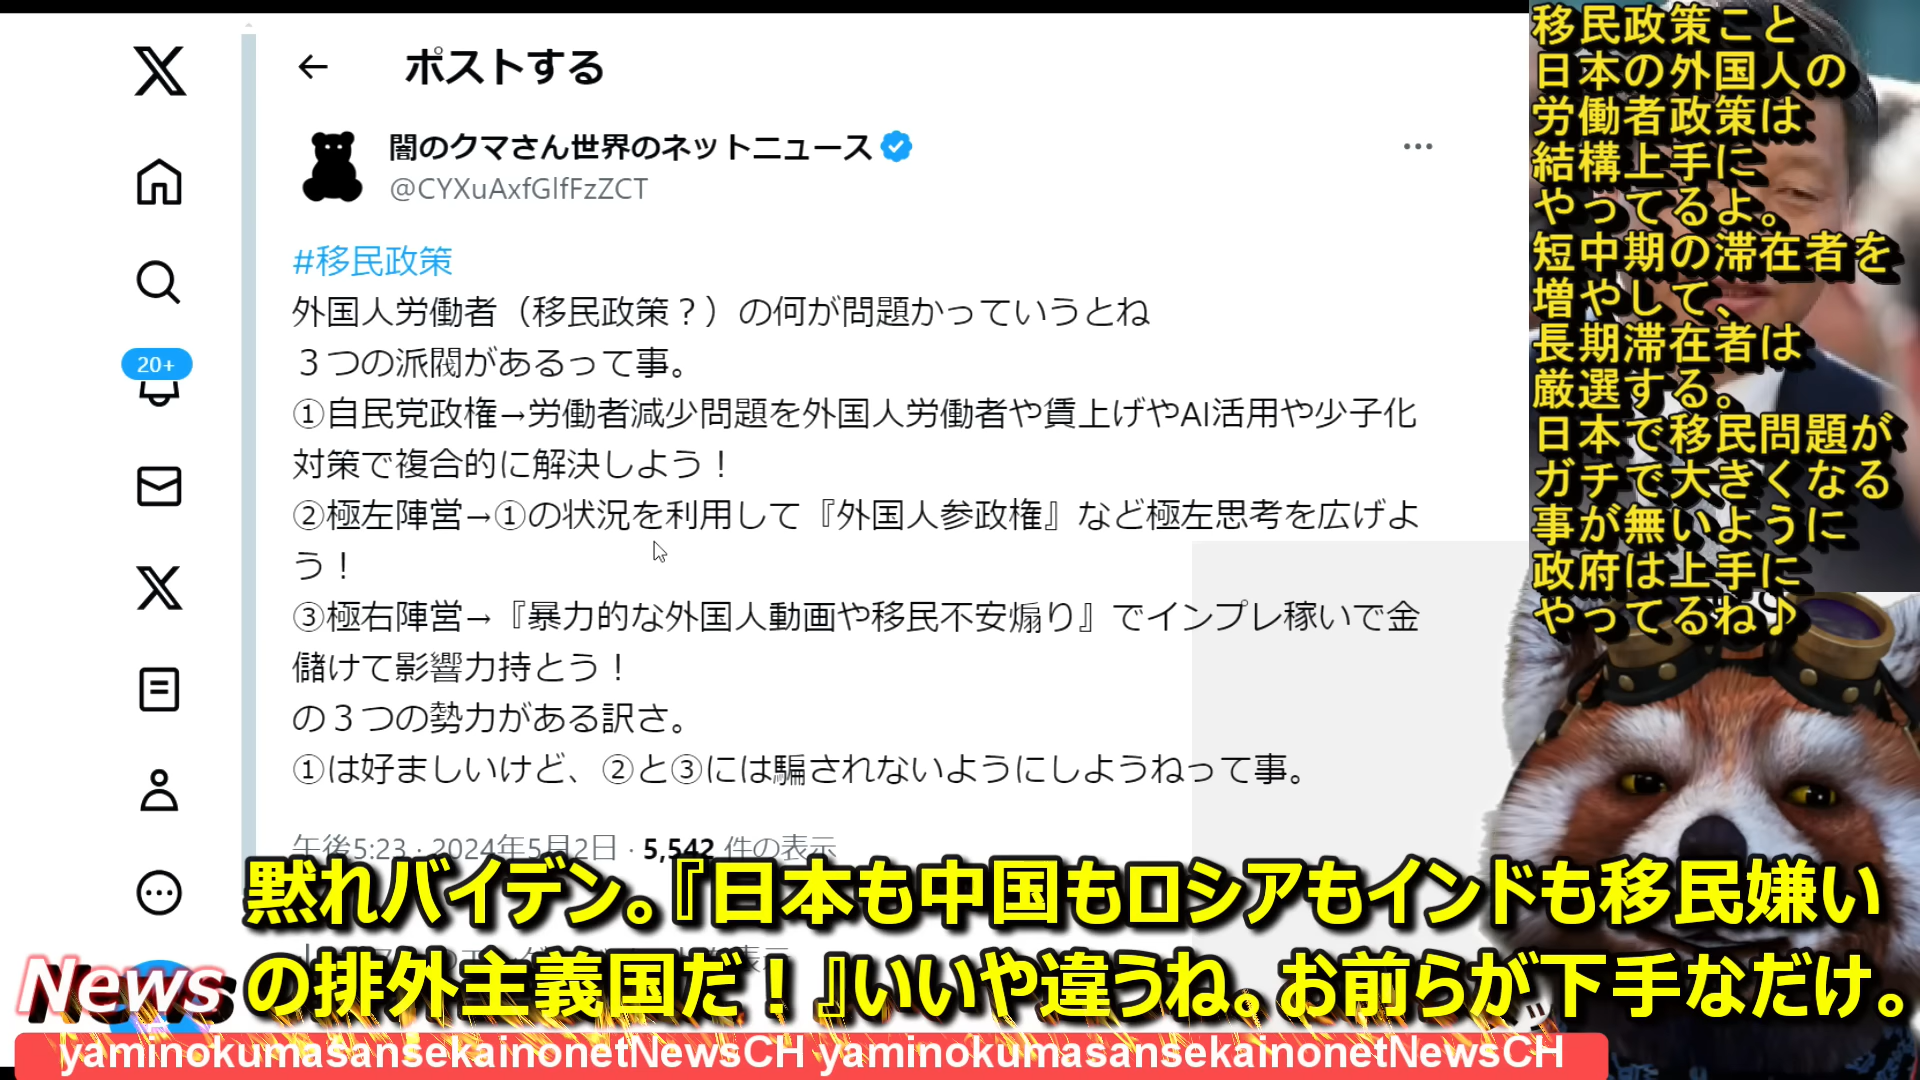 ポストする
闇のクマさん世界のネットニュース
@CYXuAxfGlfFzZCT
#移民政策
外国人労働者（移民政策？）の何が問題かっていうとね
３つの派閥があるって事。
①自民党政権→労働者減少問題を外国人労働者や賃上げやAI活用や少子化
対策で複合的に解決しよう！
②極左陣営→①の状況を利用して『外国人参政権』など極左思考を広げよ
う！
③極右陣営→『暴力的な外国人動画や移民不安煽り』でインプレ稼いで金
儲けて影響力持とう！
の３つの勢力がある訳さ。
①は好ましいけど、②と③には騙されないようにしようねって事。
午後5:23 · 2024年5月2日 · 5,542 件の表示
20+
移民政策こと
日本の外国人の
労働者政策は
結構上手に
やってるよ。
短中期の滞在者を
増やして、
長期滞在者は
厳選する。
日本で移民問題が
ガチで大きくなる
事が無いように
政府は上手に
やってるね♪
黙れバイデン。『日本も中国もロシアもインドも移民嫌い
の排外主義国だ！』いいや違うね。お前らが下手なだけ。
News
yaminokumasansekainonetNewsCH yaminokumasansekainonetNewsCH